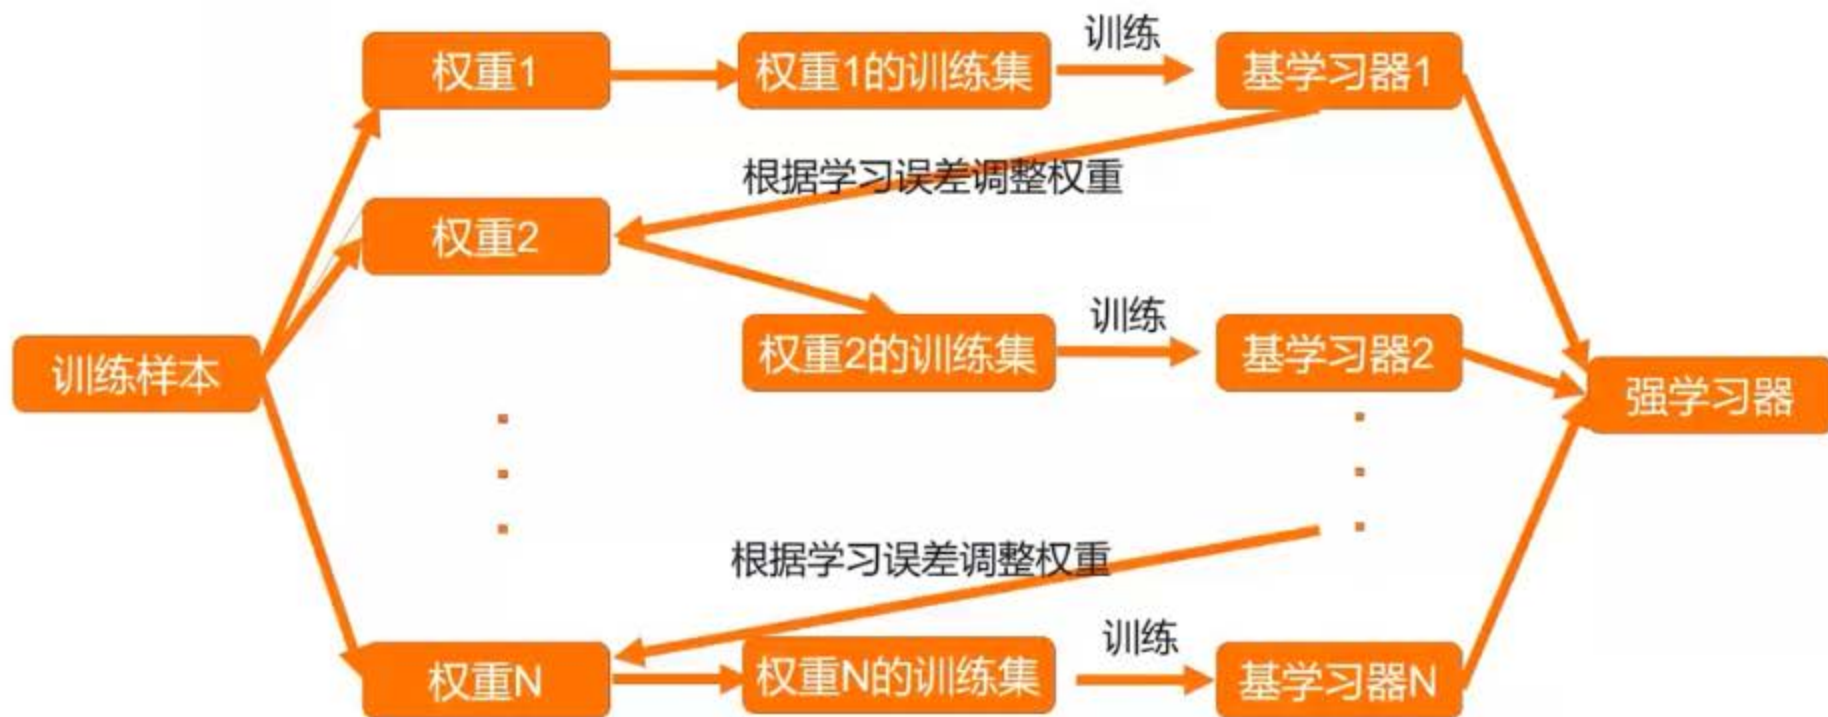 训练
权重1
权重1的训练集
基学习器1
根据学习误差调整权重
权重2
训练
权重2的训练集
基学习器2
训练样本
强学习器
根据学习误差调整权重
训练
权重N
权重N的训练集
基学习器N